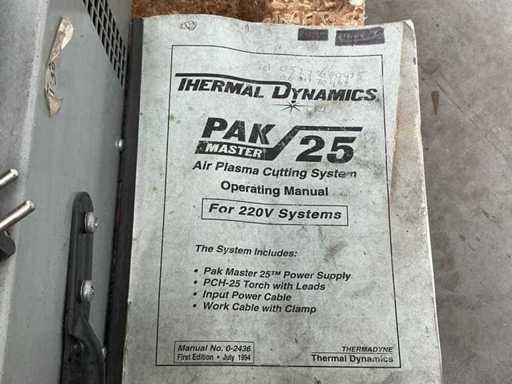 THERMAL DYNAMICS
PAK
MASTER 25
Air Plasma Cutting System
Operating Manual
For 220V Systems
The System Includes:
• Pak Master 25™ Power Supply
• PCH-25 Torch with Leads
• Input Power Cable
• Work Cable with Clamp
Manual No. 0-2436
First Edition • July 1994
THERMADYNE
Thermal Dynamics